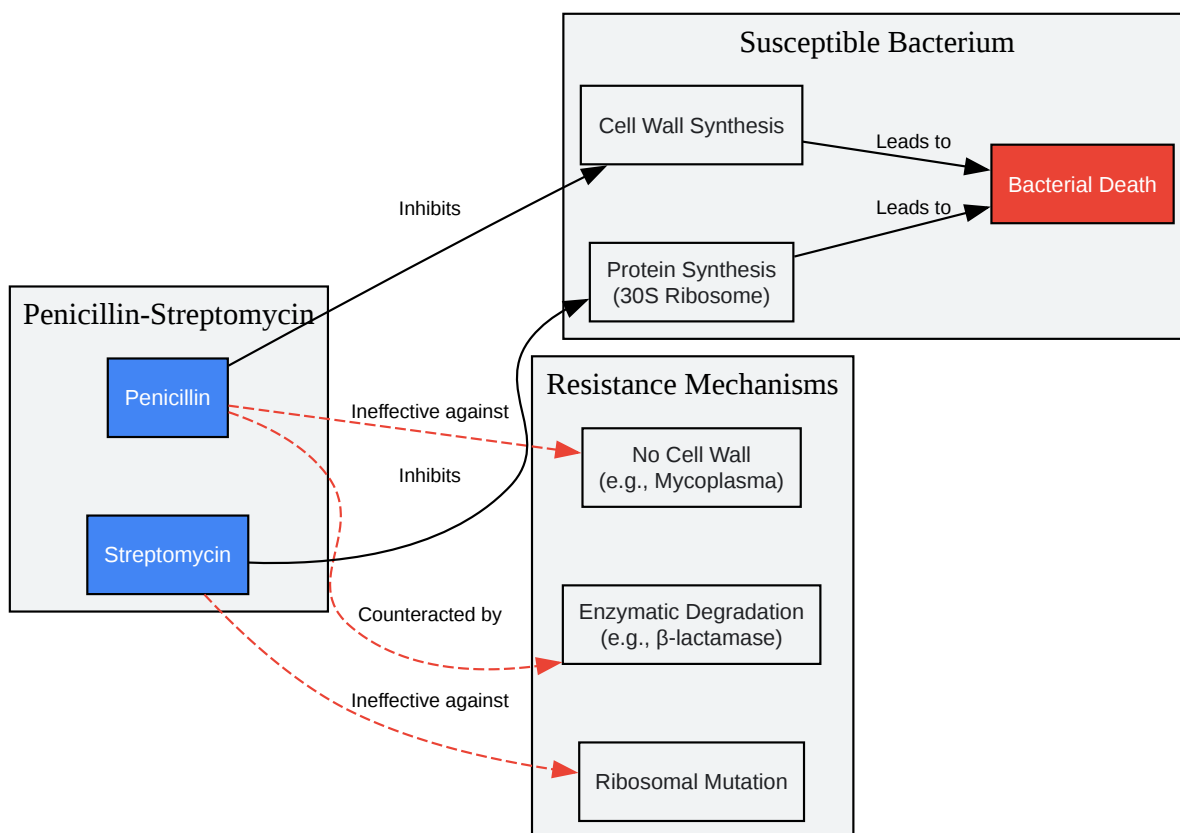 Susceptible Bacterium
Cell Wall Synthesis
Leads to
Bacterial Death
Inhibits
Leads to
Protein Synthesis
(30S Ribosome)
Penicillin-Streptomycin
Penicillin
Resistance Mechanisms
Ineffective against
No Cell Wall
(e.g., Mycoplasma)
Inhibits
Streptomycin
Counteracted by
Enzymatic Degradation
(e.g., β-lactamase)
Ineffective against
Ribosomal Mutation